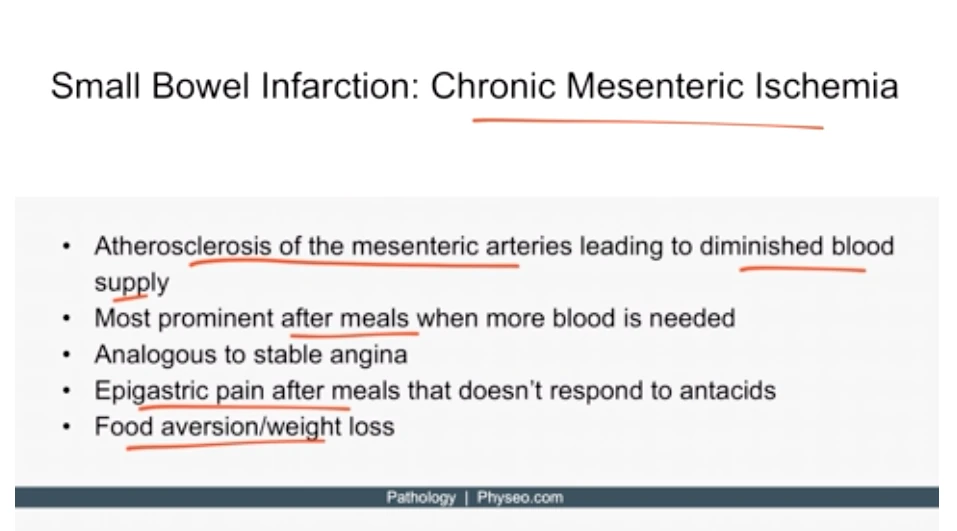 Small Bowel Infarction: Chronic Mesenteric Ischemia
• Atherosclerosis of the mesenteric arteries leading to diminished blood
supply
• Most prominent after meals when more blood is needed
• Analogous to stable angina
• Epigastric pain after meals that doesn't respond to antacids
• Food aversion/weight loss
Pathology | Physeo.com